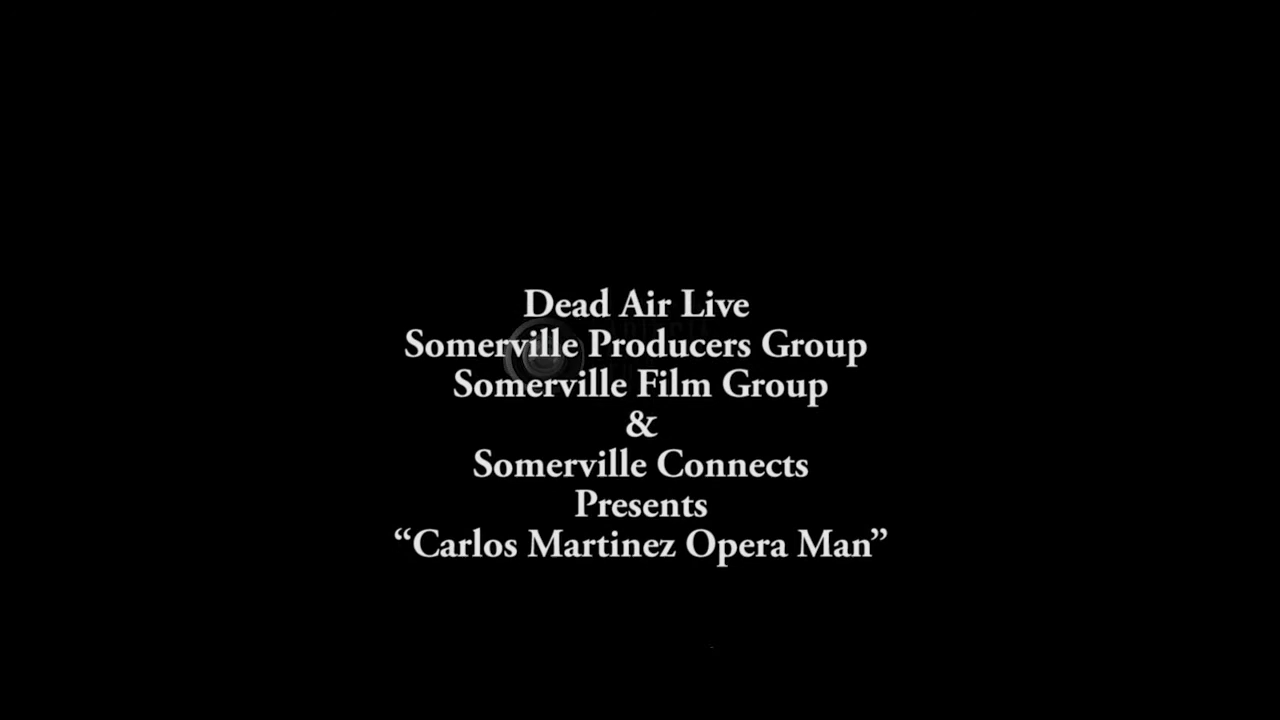 Dead Air Live
Somerville Producers Group
Somerville Film Group
&
Somerville Connects
Presents
“Carlos Martinez Opera Man”